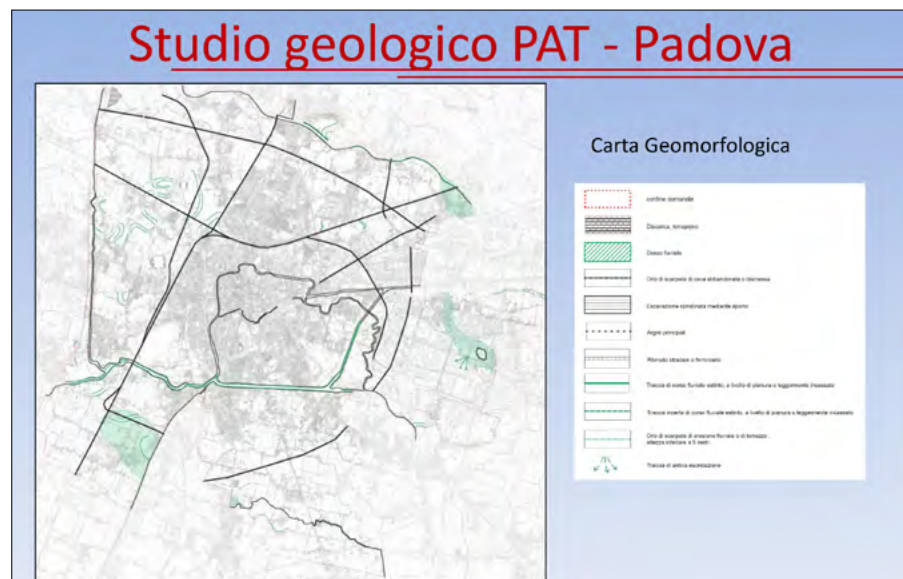 Studio geologico PAT - Padova
Carta Geomorfologica
confine comunale
Discarica, terrapieno
Dosso fluviale
Orlo di scarpata di cava abbandonata o dismessa
mediante
Argini principali
Rilevato stradale o ferroviario
Traccia di corso fluviale estinto, a livello di pianura o leggermente incassato
Traccia incerta di corso fluviale estinto, a livello di pianura o leggermente incassato
Orlo di scarpata di erosione fluviale o di terrazzo:
altezza inferiore a 5 metri
Traccia di antica esondazione